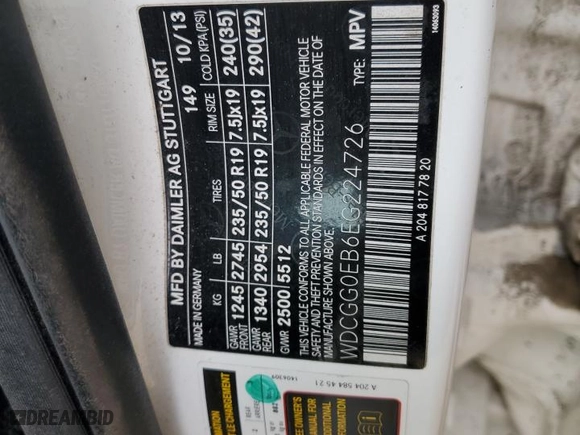 MFD BY DAIMLER AG STUTTGART
MADE IN GERMANY 149 10/13
KG LB TIRES RIM SIZE COLD KPA(PSI)
GAWR FRONT 1245 2745 235/50 R19 7.5Jx19 240(35)
GAWR REAR 1340 2954 235/50 R19 7.5Jx19 290(42)
GVWR 2500 5512
THIS VEHICLE CONFORMS TO ALL APPLICABLE FEDERAL MOTOR VEHICLE
SAFETY AND THEFT PREVENTION STANDARDS IN EFFECT ON THE DATE OF
MANUFACTURE SHOWN ABOVE.
WDCGG0EB6EG224726 TYPE: MPV
A 204 817 78 20
14063093
A 204 584 45 21
DREAMBID